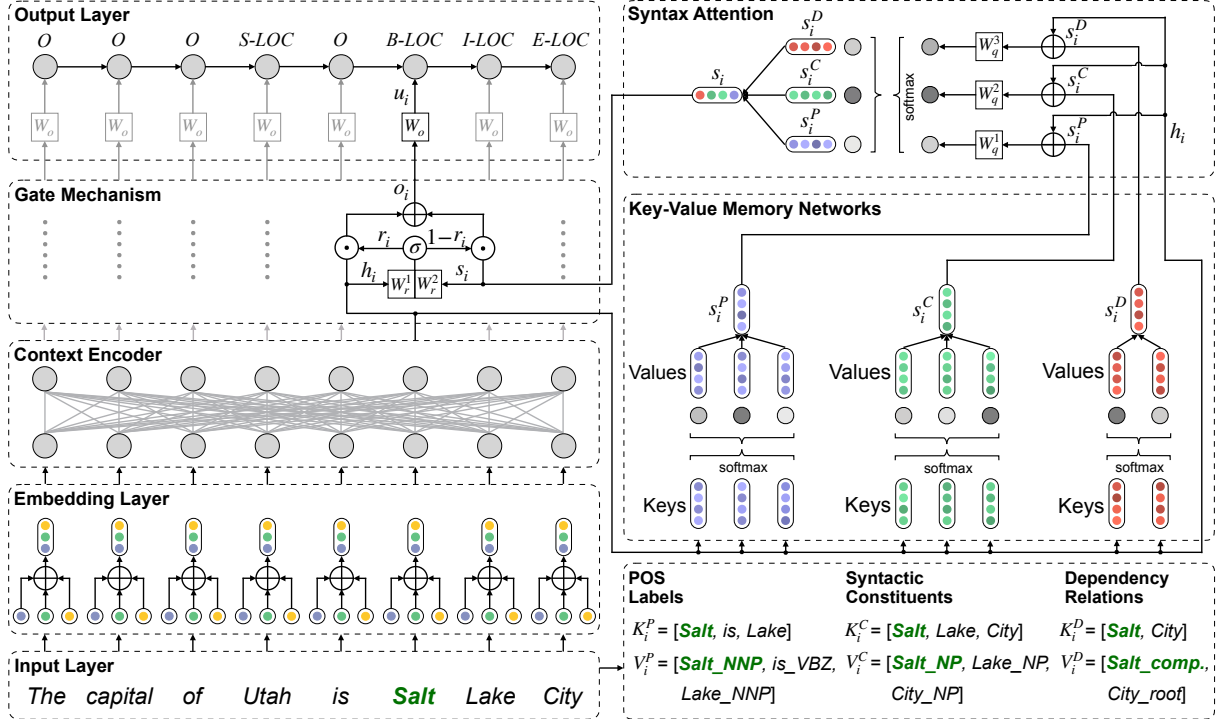 Output Layer
O O O S-LOC O B-LOC I-LOC E-LOC
u_i
W_o W_o W_o W_o W_o W_o W_o W_o
Gate Mechanism
o_i
r_i σ 1−r_i
h_i W_r^1 W_r^2 s_i
Context Encoder
Embedding Layer
Input Layer
The capital of Utah is Salt Lake City
Syntax Attention
s_i^D
s_i s_i^C
s_i^P
softmax
W_q^3 s_i^D
W_q^2 s_i^C
W_q^1 s_i^P
h_i
Key-Value Memory Networks
s_i^P s_i^C s_i^D
Values Values Values
softmax softmax softmax
Keys Keys Keys
POS Labels
K_i^P = [Salt, is, Lake]
V_i^P = [Salt_NNP, is_VBZ,
Lake_NNP]
Syntactic
Constituents
K_i^C = [Salt, Lake, City]
V_i^C = [Salt_NP, Lake_NP,
City_NP]
Dependency
Relations
K_i^D = [Salt, City]
V_i^D = [Salt_comp.,
City_root]